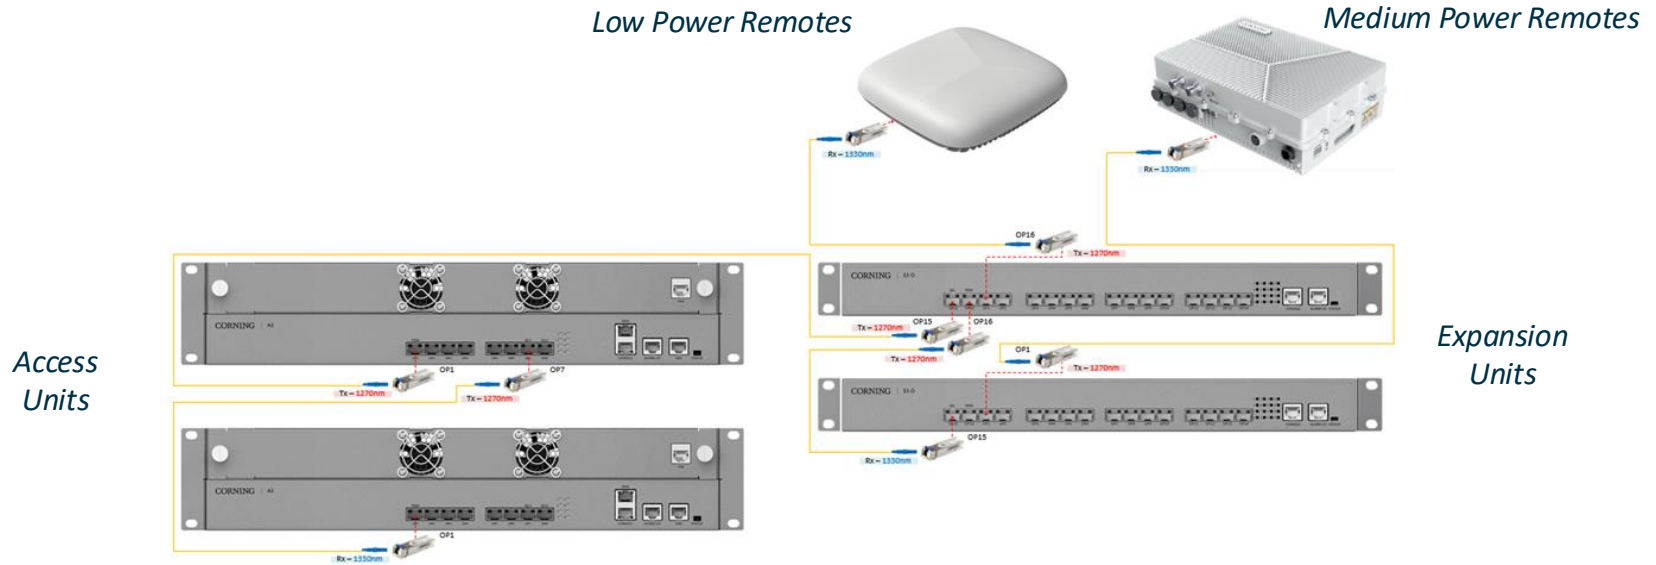 Low Power Remotes
Medium Power Remotes
Rx – 1330nm
Rx – 1330nm
OP16
Tx – 1270nm
CORNING
CORNING
OP15
OP16
Tx – 1270nm
Tx – 1270nm
OP1
Tx – 1270nm
Access
Units
Expansion
Units
OP1
OP7
Tx – 1270nm
Tx – 1270nm
CORNING
CORNING
OP15
Rx – 1330nm
OP1
Rx – 1330nm